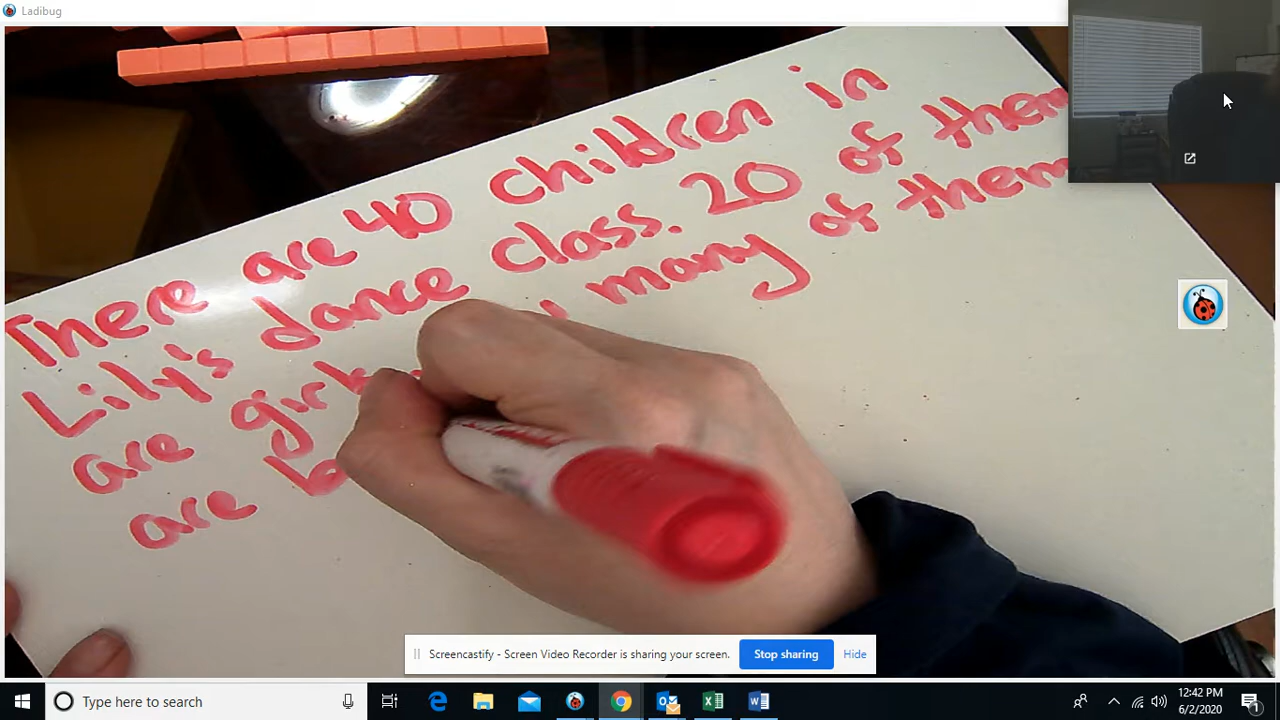 Ladibug
There are 40 children in
Lily's dance class. 20 of them
are girls many of them
are
Screencastify - Screen Video Recorder is sharing your screen. Stop sharing Hide
Type here to search
12:42 PM
6/2/2020